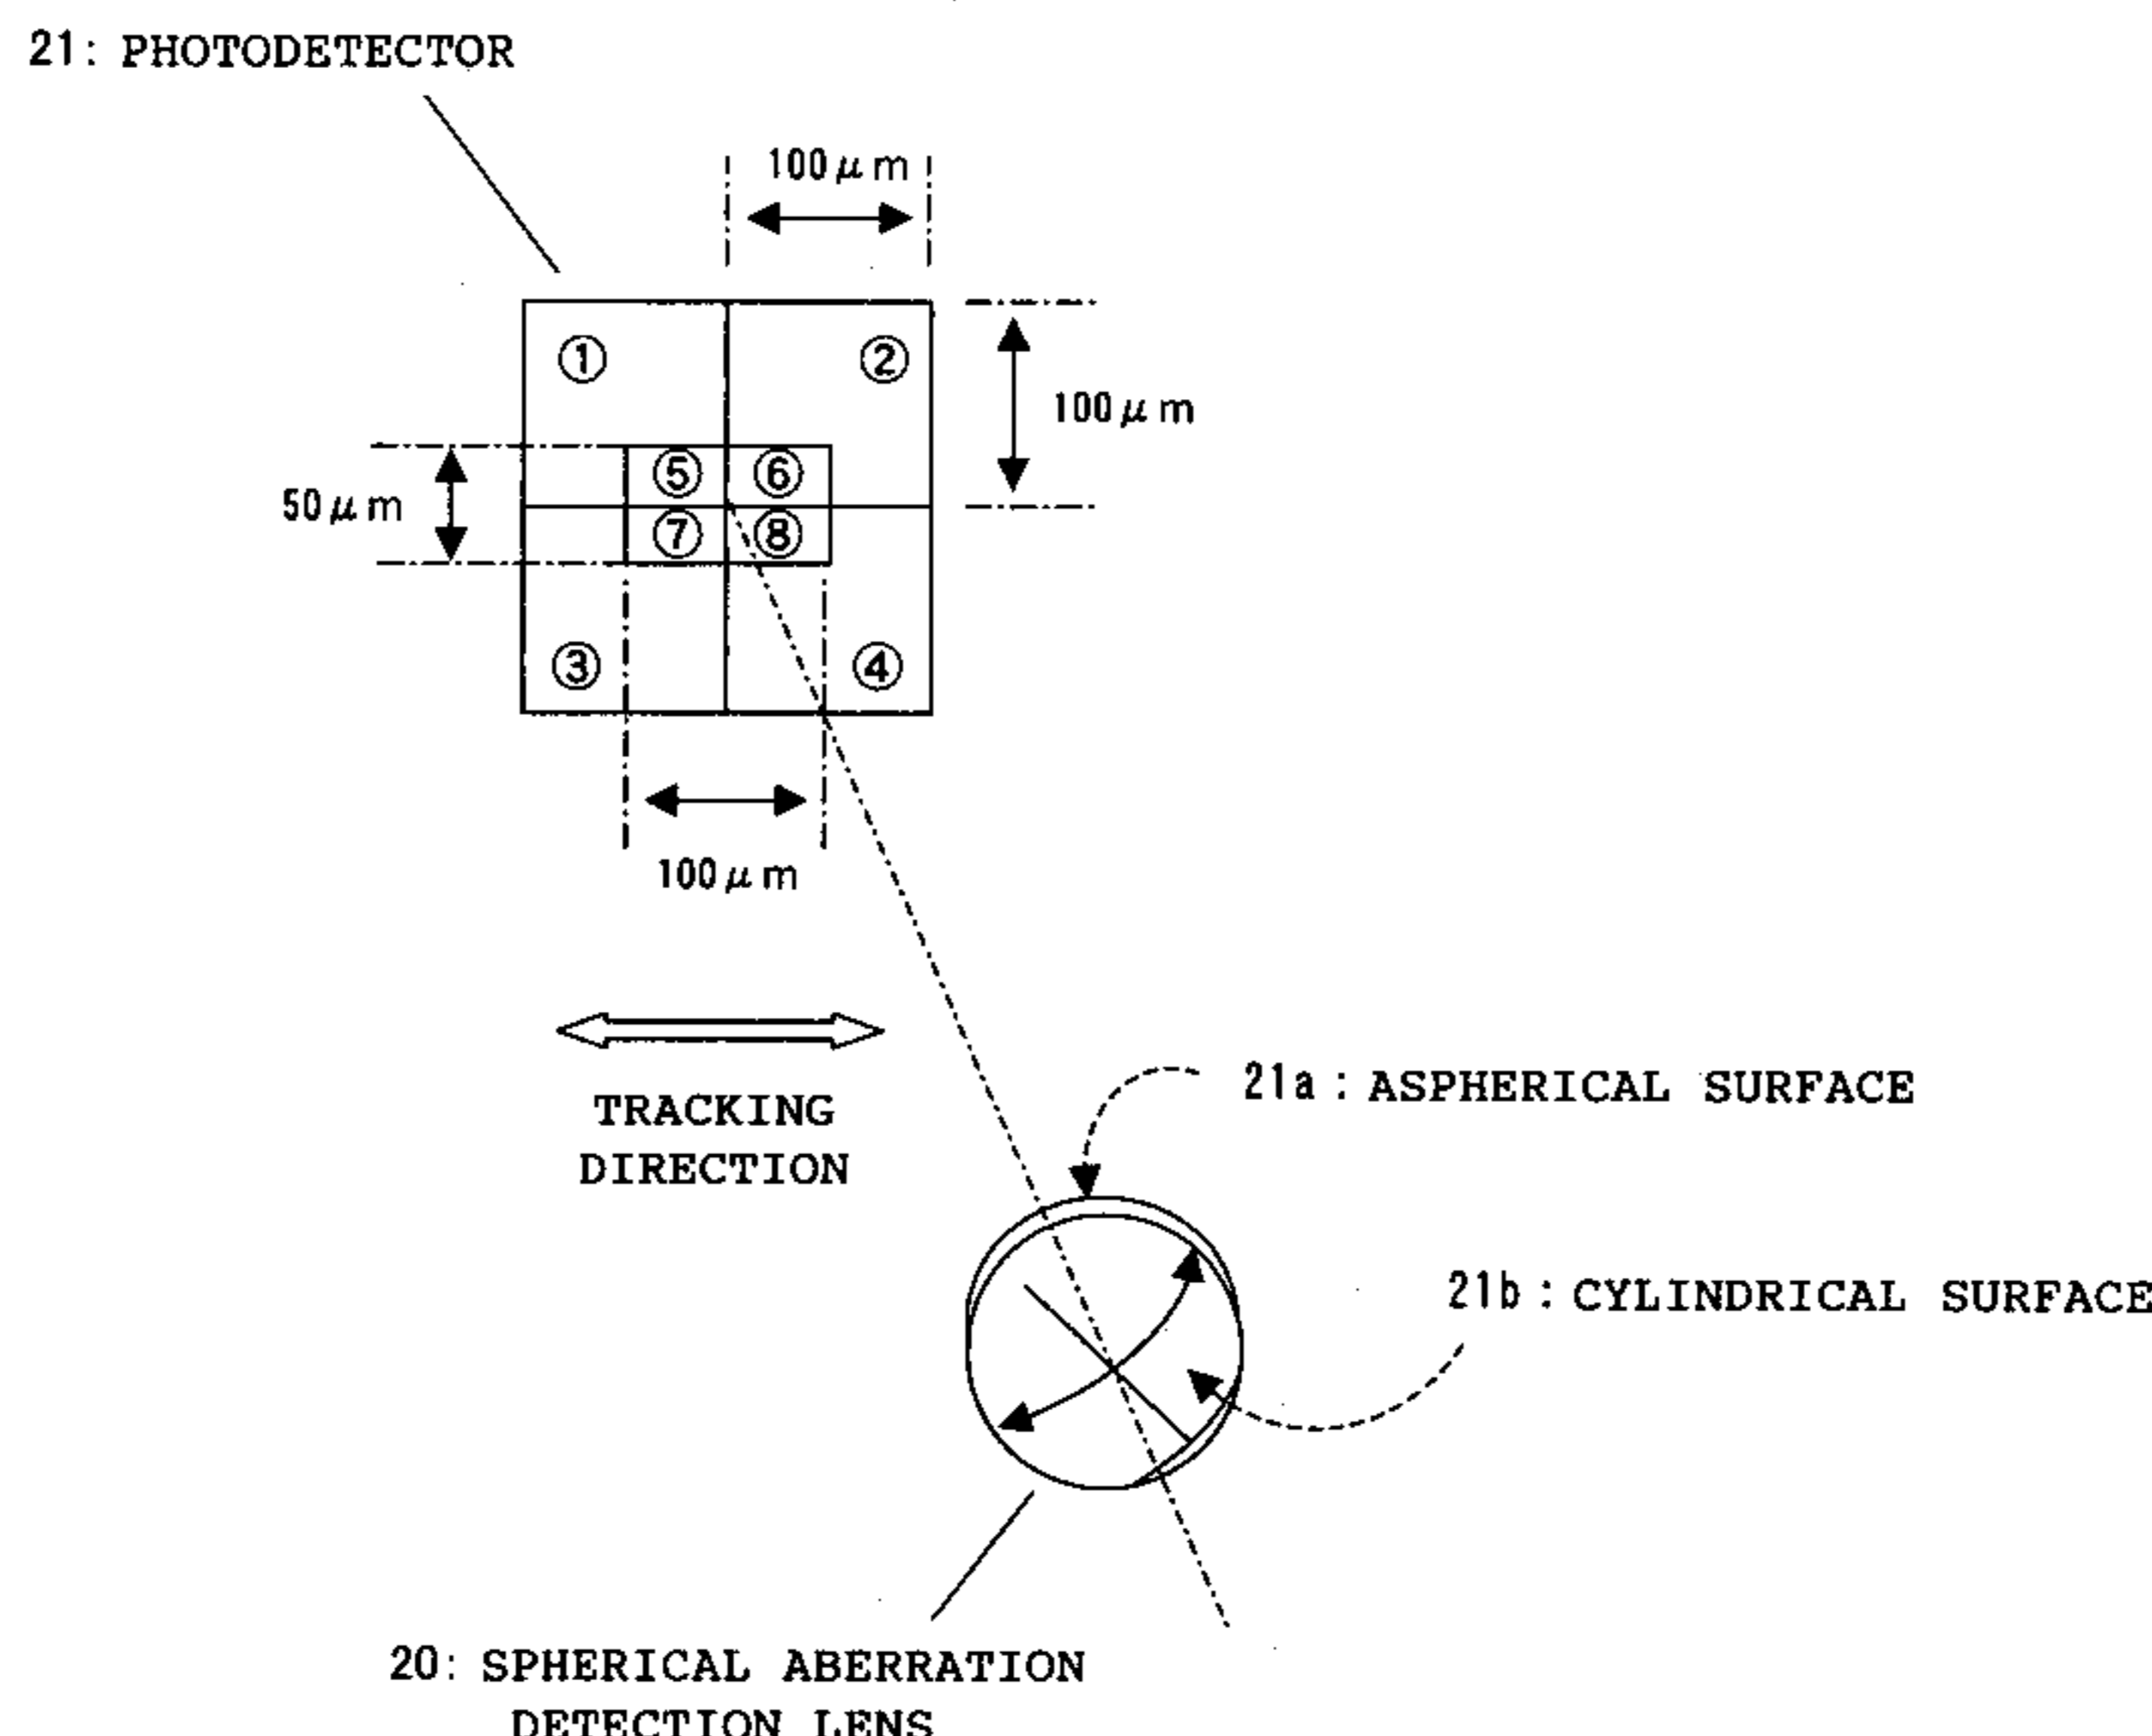 21: PHOTODETECTOR
100μm
① ②
100μm
50μm
⑤ ⑥
⑦ ⑧
③ ④
100μm
TRACKING
DIRECTION
21a : ASPHERICAL SURFACE
21b : CYLINDRICAL SURFACE
20: SPHERICAL ABERRATION
DETECTION LENS